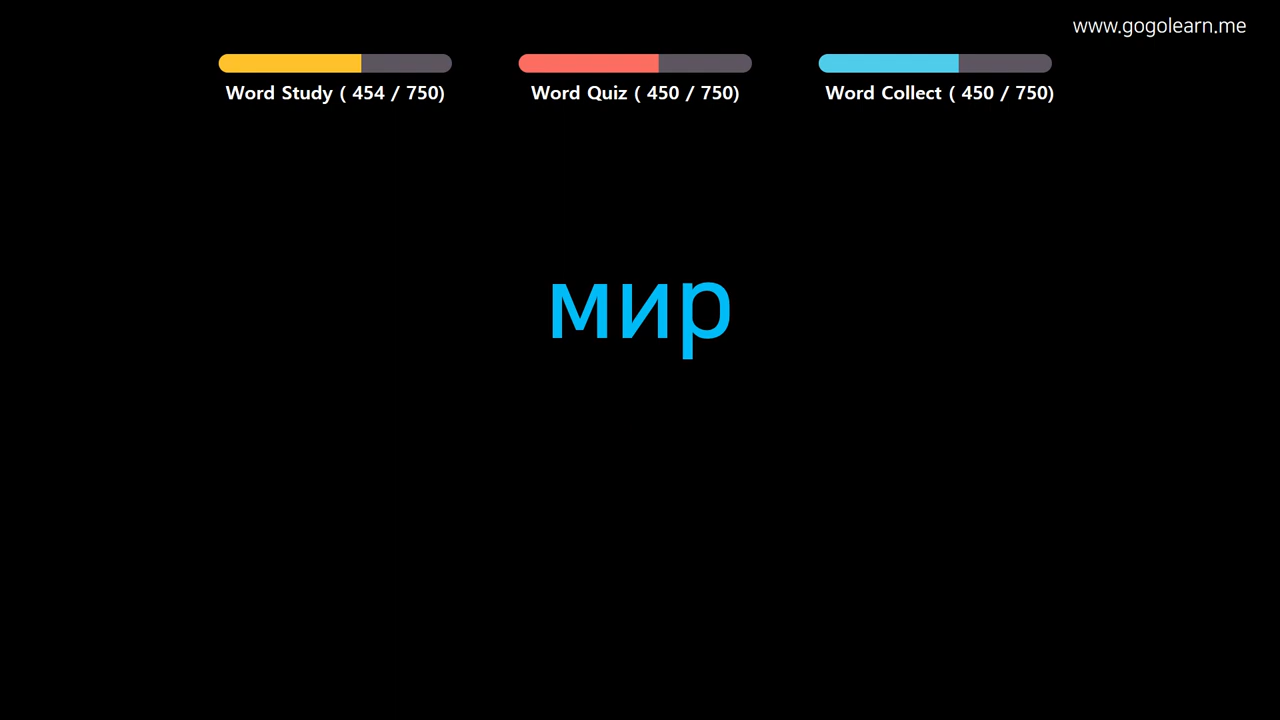 www.gogolearn.me
Word Study ( 454 / 750)
Word Quiz ( 450 / 750)
Word Collect ( 450 / 750)
мир